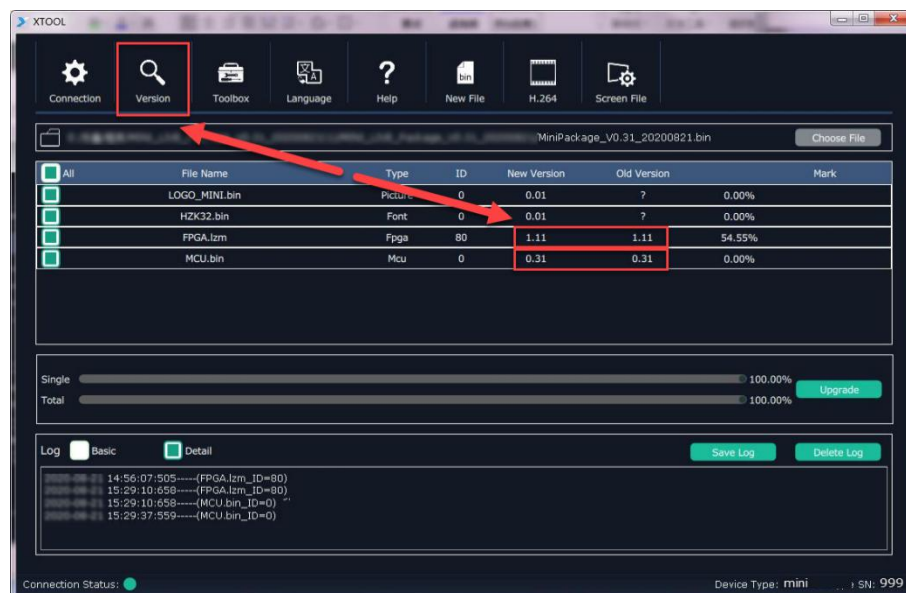 XTOOL
Connection Version Toolbox Language Help New File H.264 Screen File
bin
MiniPackage_V0.31_20200821.bin Choose File
All File Name Type ID New Version Old Version Mark
LOGO_MINI.bin Picture 0 0.01 ? 0.00%
HZK32.bin Font 0 0.01 ? 0.00%
FPGA.lzm Fpga 80 1.11 1.11 54.55%
MCU.bin Mcu 0 0.31 0.31 0.00%
Single 100.00%
Upgrade
Total 100.00%
Log Basic Detail Save Log Delete Log
14:56:07:505-----(FPGA.lzm_ID=80)
15:29:10:658-----(FPGA.lzm_ID=80)
15:29:10:658-----(MCU.bin_ID=0)
15:29:37:559-----(MCU.bin_ID=0)
Connection Status: Device Type: mini SN: 999